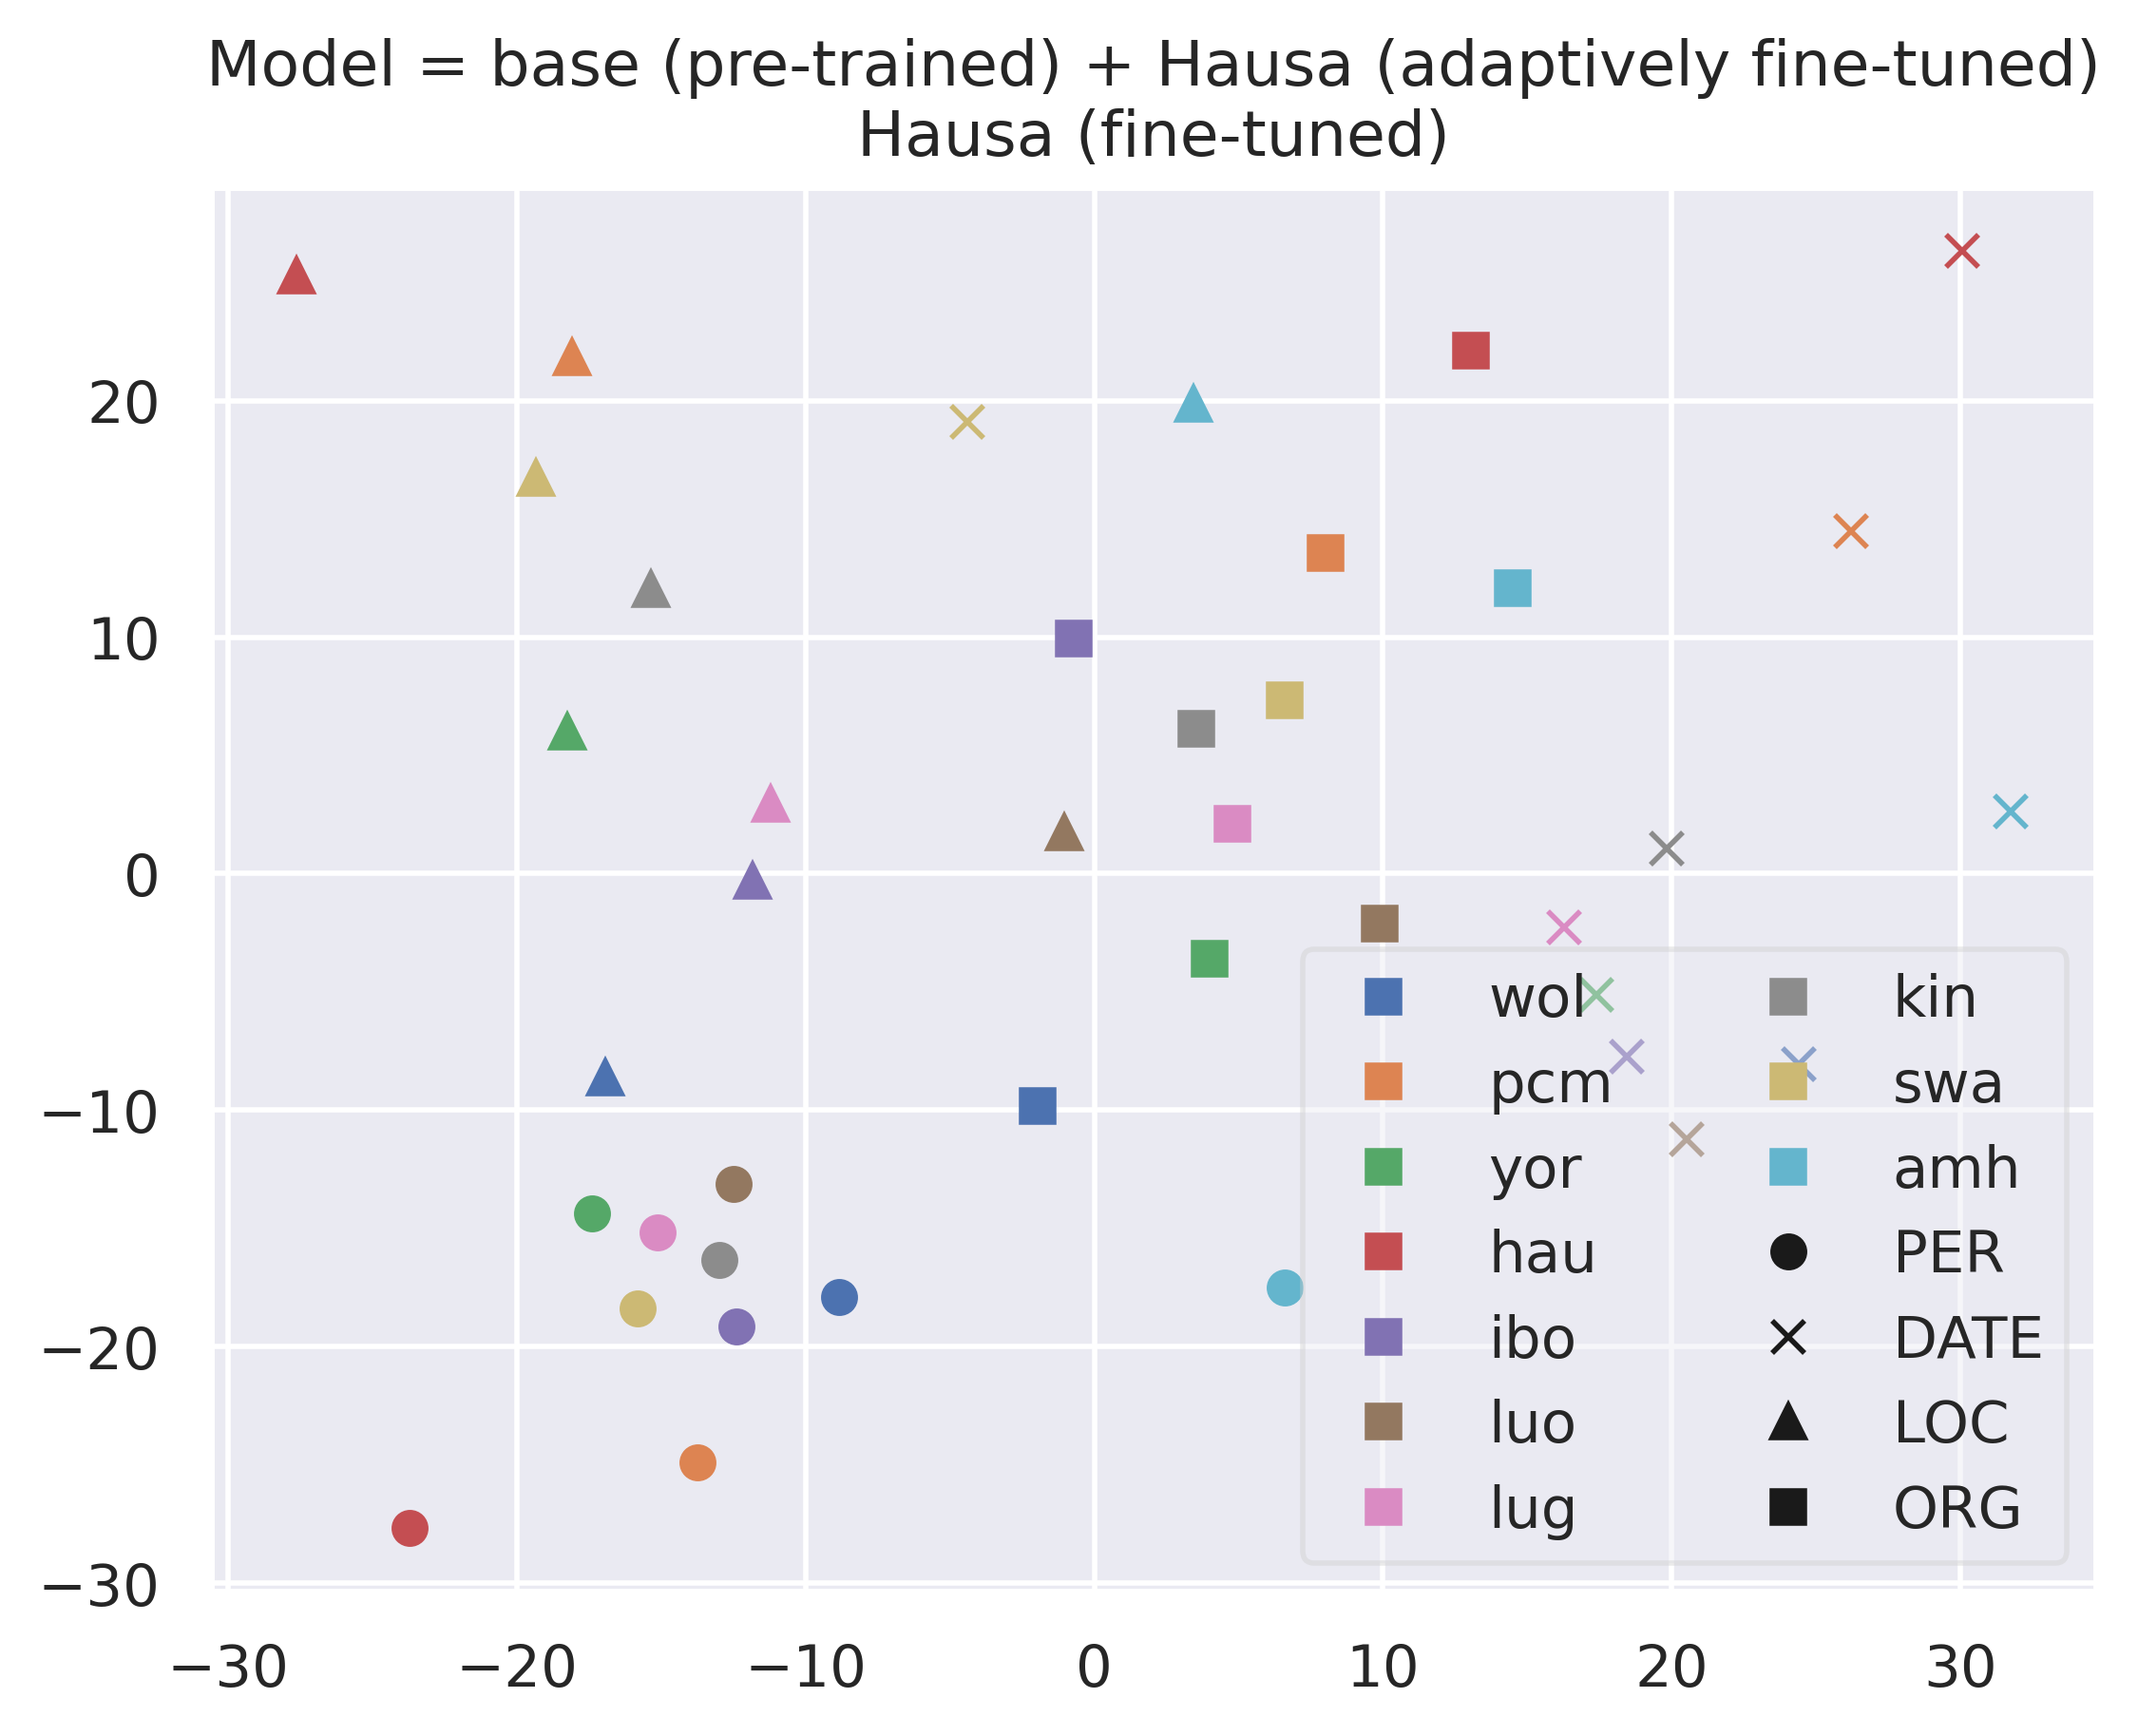 Model = base (pre-trained) + Hausa (adaptively fine-tuned)
Hausa (fine-tuned)
20
10
0
−10
−20
−30
−30
−20
−10
0
10
20
30
wol
pcm
yor
hau
ibo
luo
lug
kin
swa
amh
PER
DATE
LOC
ORG